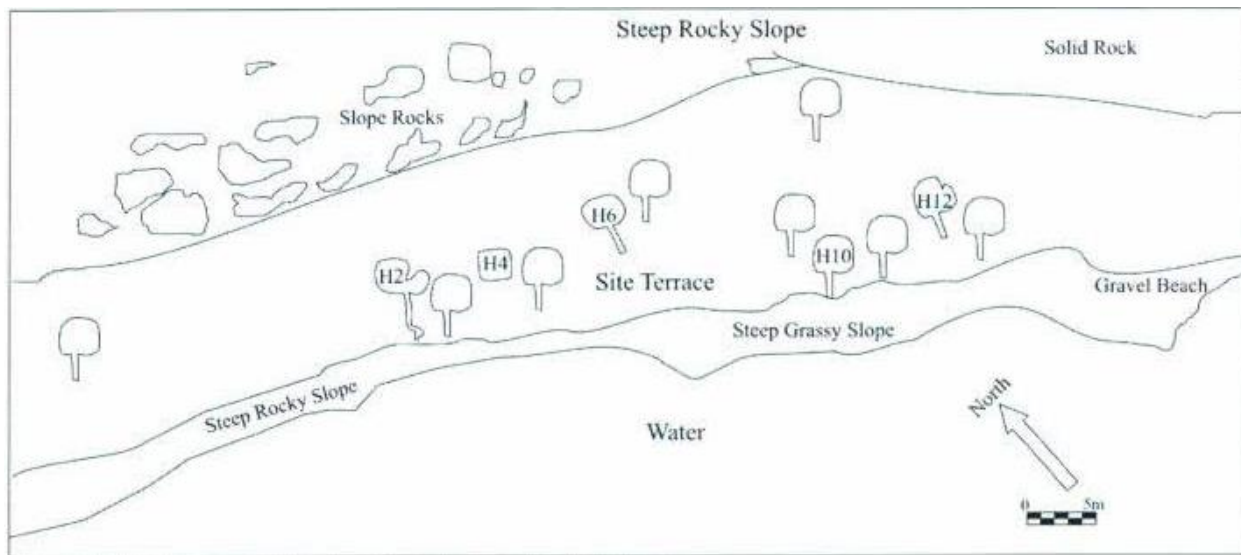 Steep Rocky Slope
Solid Rock
Slope Rocks
H12
H6
H10
H2
H4
Site Terrace
Gravel Beach
Steep Grassy Slope
Steep Rocky Slope
North
Water
0 5m